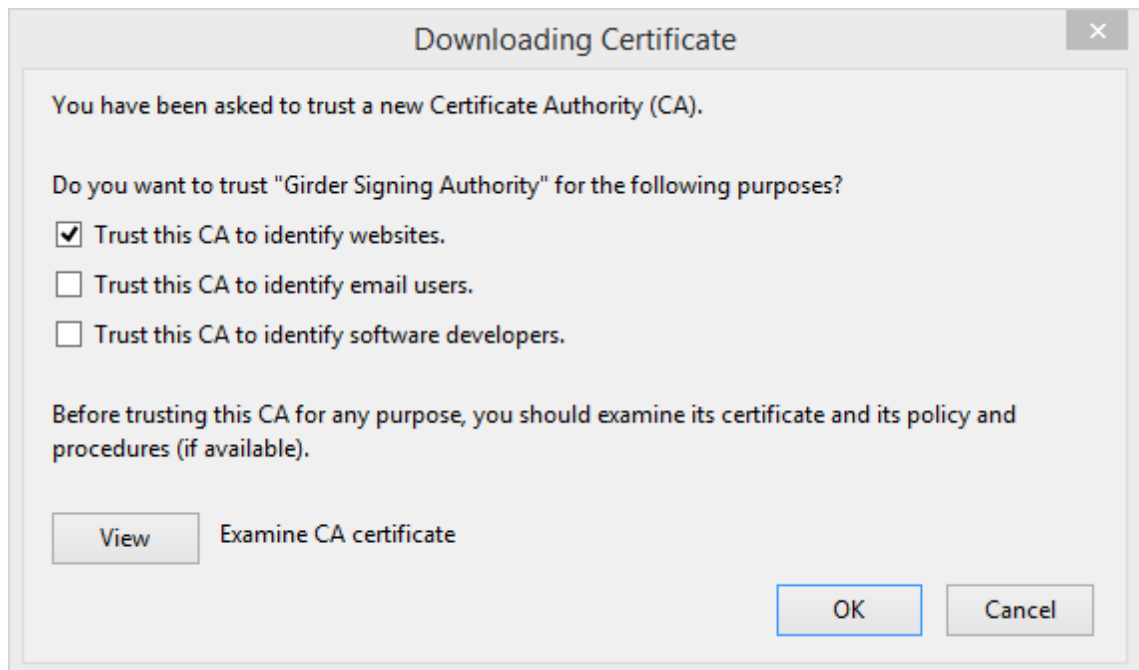 Downloading Certificate
You have been asked to trust a new Certificate Authority (CA).
Do you want to trust "Girder Signing Authority" for the following purposes?
Trust this CA to identify websites.
Trust this CA to identify email users.
Trust this CA to identify software developers.
Before trusting this CA for any purpose, you should examine its certificate and its policy and
procedures (if available).
View Examine CA certificate
OK Cancel